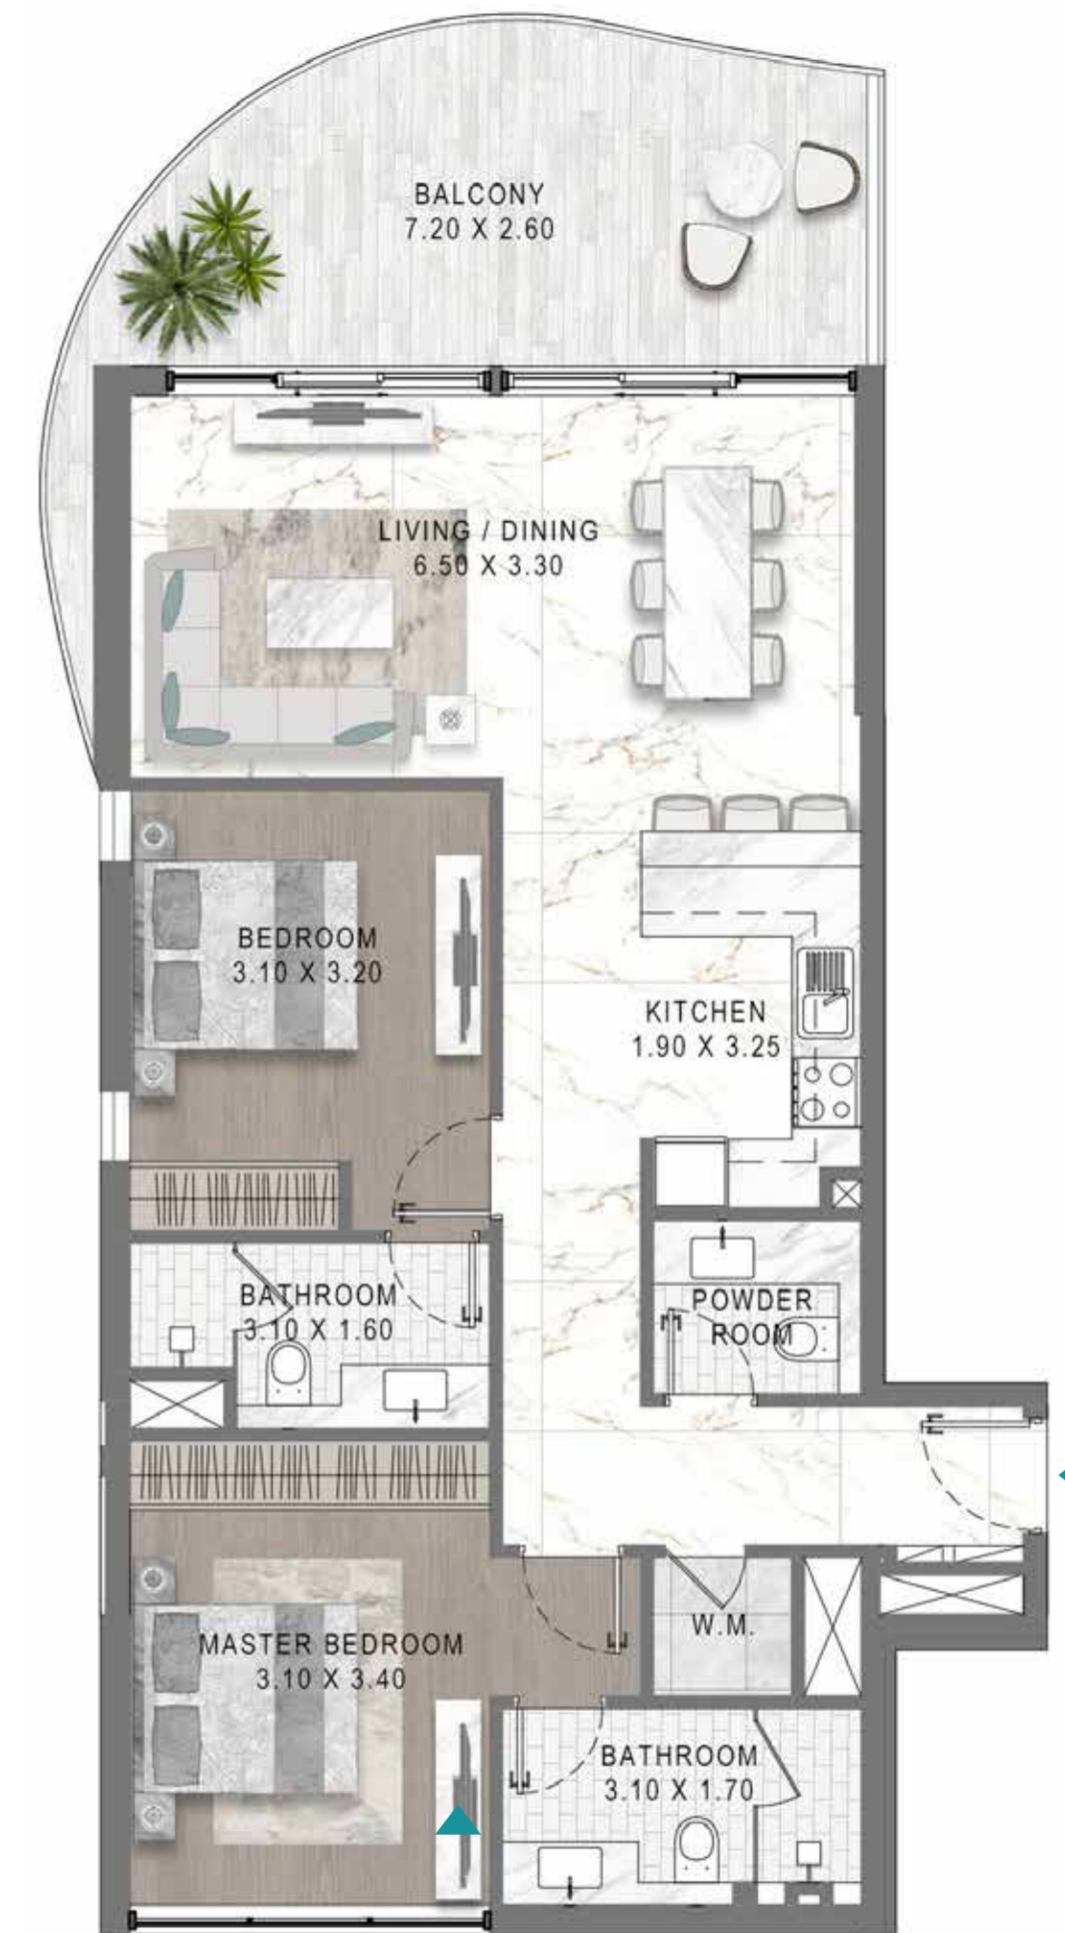 BALCONY
7.20 X 2.60
LIVING / DINING
6.50 X 3.30
BEDROOM
3.10 X 3.20
KITCHEN
1.90 X 3.25
BATHROOM
3.10 X 1.60
POWDER
ROOM
W.M.
MASTER BEDROOM
3.10 X 3.40
BATHROOM
3.10 X 1.70